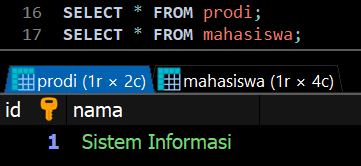 16 SELECT * FROM prodi;
17 SELECT * FROM mahasiswa;
prodi (1r × 2c) mahasiswa (1r × 4c)
id nama
1 Sistem Informasi